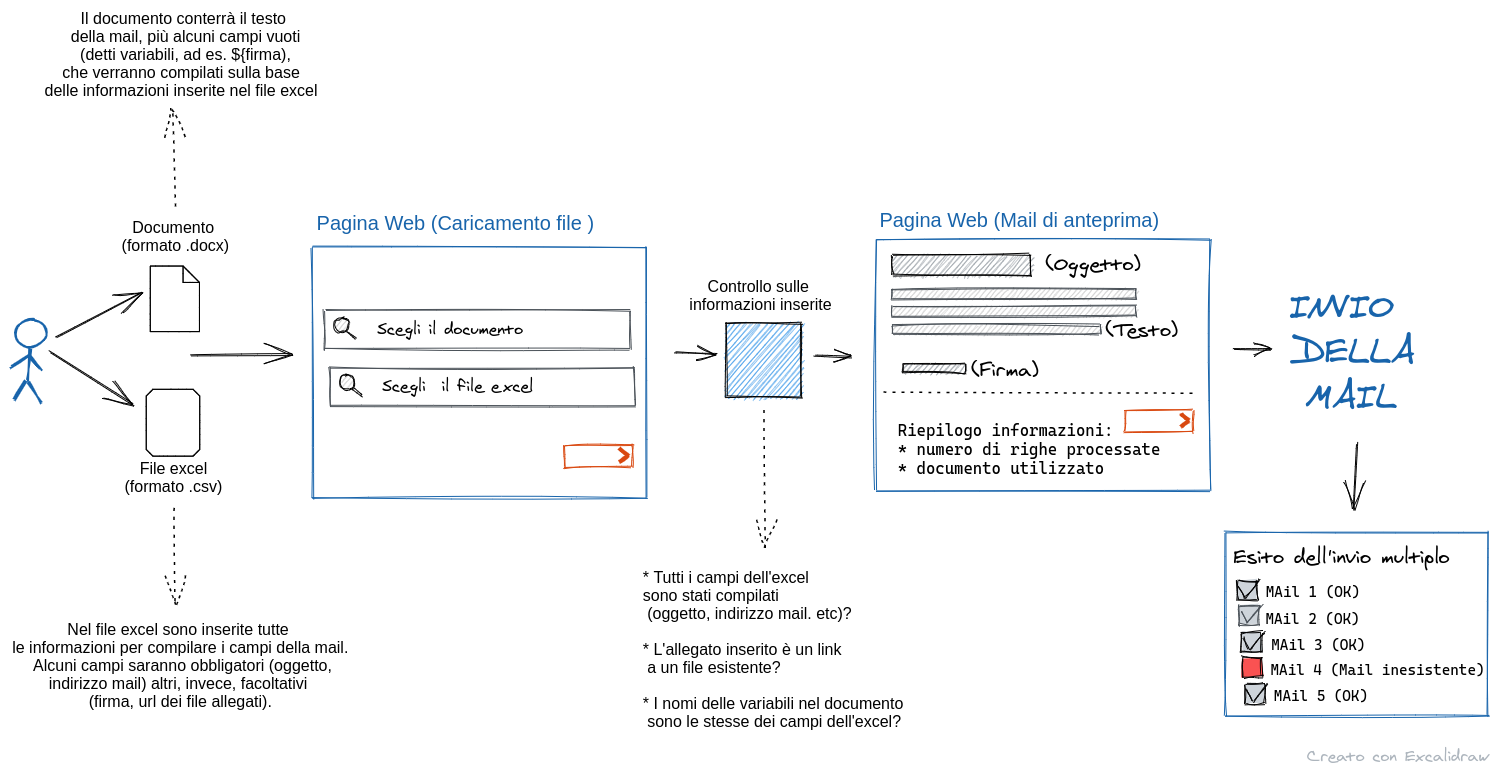 Il documento conterrà il testo
della mail, più alcuni campi vuoti
(detti variabili, ad es. ${firma),
che verranno compilati sulla base
delle informazioni inserite nel file excel
Documento
(formato .docx)
File excel
(formato .csv)
Nel file excel sono inserite tutte
le informazioni per compilare i campi della mail.
Alcuni campi saranno obbligatori (oggetto,
indirizzo mail) altri, invece, facoltativi
(firma, url dei file allegati).
Pagina Web (Caricamento file )
Scegli il documento
Scegli il file excel
Controllo sulle
informazioni inserite
* Tutti i campi dell'excel
sono stati compilati
(oggetto, indirizzo mail. etc)?
* L'allegato inserito è un link
a un file esistente?
* I nomi delle variabili nel documento
sono le stesse dei campi dell'excel?
Pagina Web (Mail di anteprima)
(Oggetto)
(Testo)
(Firma)
Riepilogo informazioni:
* numero di righe processate
* documento utilizzato
INVIO
DELLA
MAIL
Esito dell'invio multiplo
MAil 1 (OK)
MAil 2 (OK)
MAil 3 (OK)
MAil 4 (Mail inesistente)
MAil 5 (OK)
Creato con Excalidraw